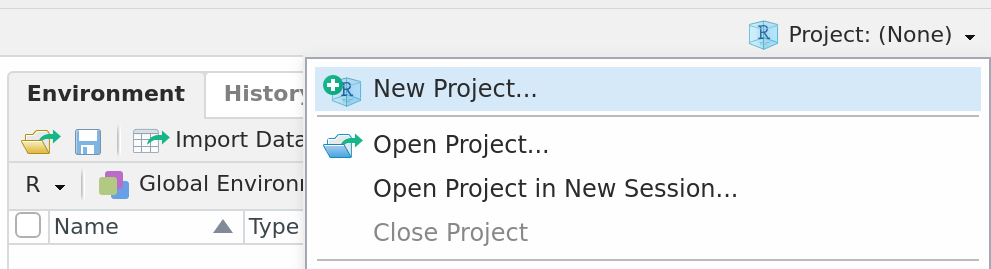 Project: (None)
Environment History
New Project...
Import Data
Open Project...
R Global Environ
Open Project in New Session...
Name Type
Close Project